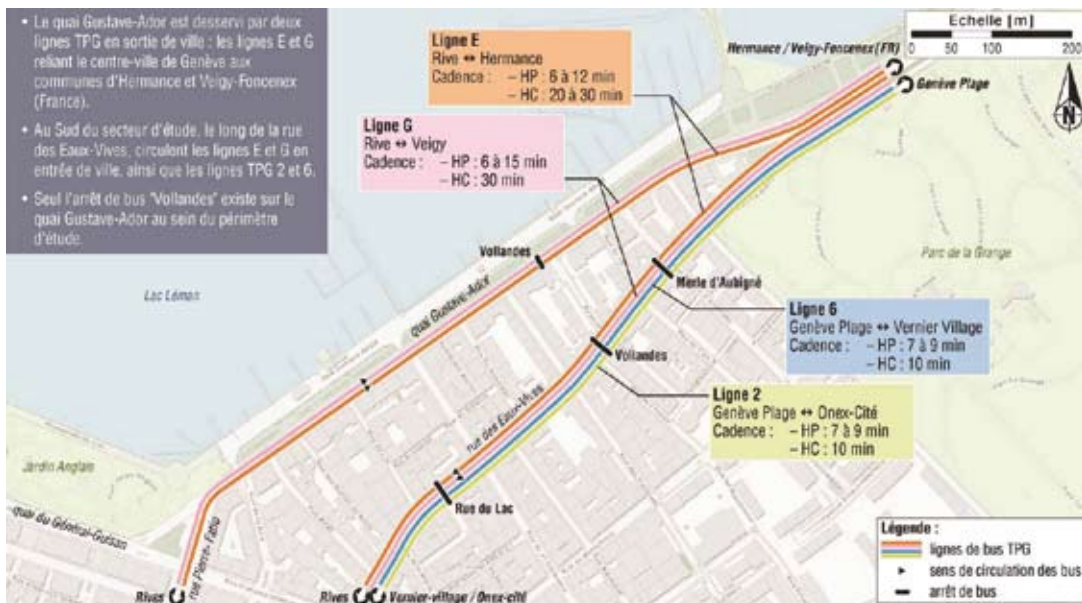 • Le quai Gustave-Ador est desservi par deux
lignes TPG en sortie de ville : les lignes E et G
reliant le centre-ville de Genève aux
communes d'Hermance et Veigy-Foncenex
(France).
• Au Sud du secteur d'étude, le long de la rue
des Eaux-Vives, circulent les lignes E et G en
entrée de ville, ainsi que les lignes TPG 2 et 6.
• Seul l'arrêt de bus "Vollandes" existe sur le
quai Gustave-Ador au sein du périmètre
d'étude.
Ligne E
Rive ↔ Hermance
Cadence : – HP : 6 à 12 min
– HC : 20 à 30 min
Hermance / Veigy-Foncenex (FR)
Echelle [m]
0 50 100 200
Genève Plage
N
Ligne G
Rive ↔ Veigy
Cadence : – HP : 6 à 15 min
– HC : 30 min
Vollandes
quai Gustave-Ador
Lac Léman
Parc de la Grange
Merle d'Aubigné
Ligne 6
Genève Plage ↔ Vernier Village
Cadence : – HP : 7 à 9 min
– HC : 10 min
Vollandes
rue des Eaux-Vives
Ligne 2
Genève Plage ↔ Onex-Cité
Cadence : – HP : 7 à 9 min
– HC : 10 min
Jardin Anglais
Rue du Lac
quai du Général-Guisan
rue Pierre-Fatio
Rives
Rives
Vernier-village / Onex-cité
Légende :
lignes de bus TPG
sens de circulation des bus
arrêt de bus